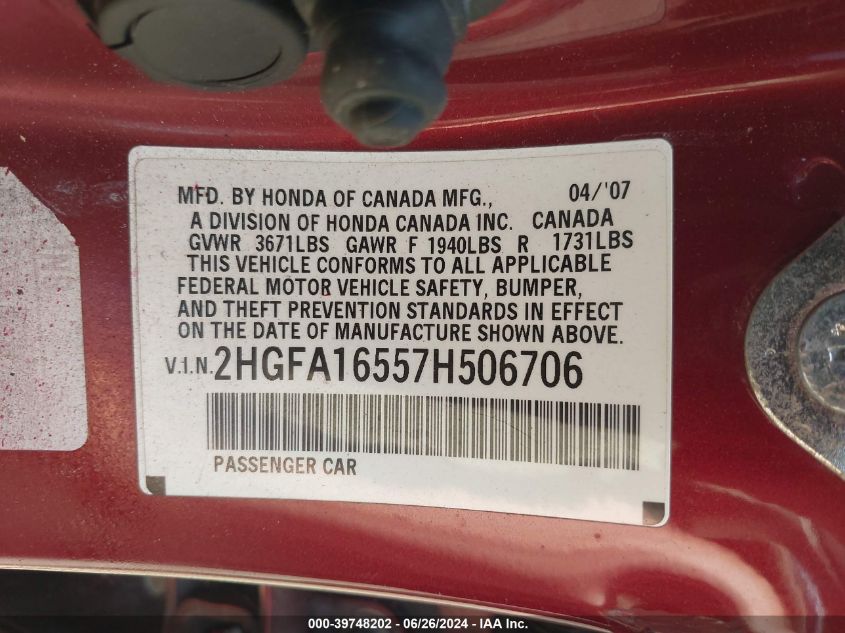 MFD. BY HONDA OF CANADA MFG., 04/'07
A DIVISION OF HONDA CANADA INC. CANADA
GVWR 3671LBS GAWR F 1940LBS R 1731LBS
THIS VEHICLE CONFORMS TO ALL APPLICABLE
FEDERAL MOTOR VEHICLE SAFETY, BUMPER,
AND THEFT PREVENTION STANDARDS IN EFFECT
ON THE DATE OF MANUFACTURE SHOWN ABOVE.
V.I.N. 2HGFA16557H506706
PASSENGER CAR
000-39748202 - 06/26/2024 - IAA Inc.